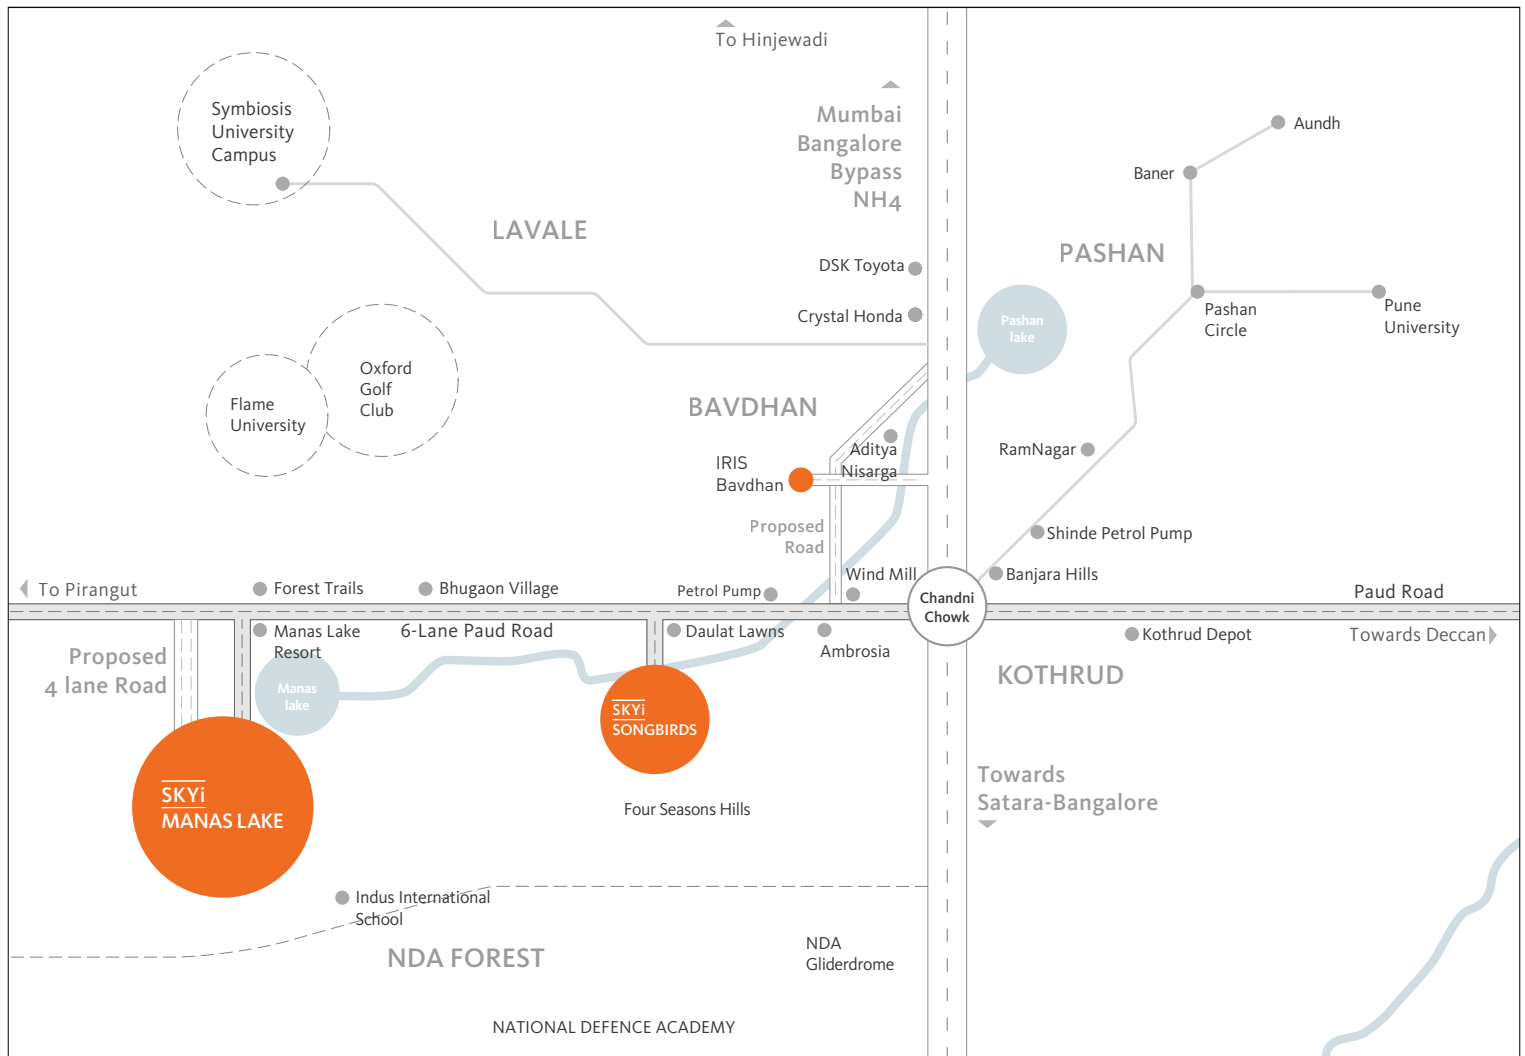 To Hinjewadi
Mumbai
Bangalore
Bypass
NH4
Symbiosis
University
Campus
Aundh
Baner
LAVALE
PASHAN
DSK Toyota
Crystal Honda
Pashan
lake
Pashan
Circle
Pune
University
Oxford
Golf
Club
Flame
University
BAVDHAN
Aditya
Nisarga
RamNagar
IRIS
Bavdhan
Proposed
Road
Shinde Petrol Pump
Wind Mill
Banjara Hills
To Pirangut
Forest Trails
Bhugaon Village
Petrol Pump
Chandni
Chowk
Paud Road
Manas Lake
Resort
6-Lane Paud Road
Daulat Lawns
Ambrosia
Kothrud Depot
Towards Deccan
Proposed
4 lane Road
Manas
lake
KOTHRUD
SKYi
SONGBIRDS
SKYi
MANAS LAKE
Four Seasons Hills
Towards
Satara-Bangalore
Indus International
School
NDA FOREST
NDA
Gliderdrome
NATIONAL DEFENCE ACADEMY